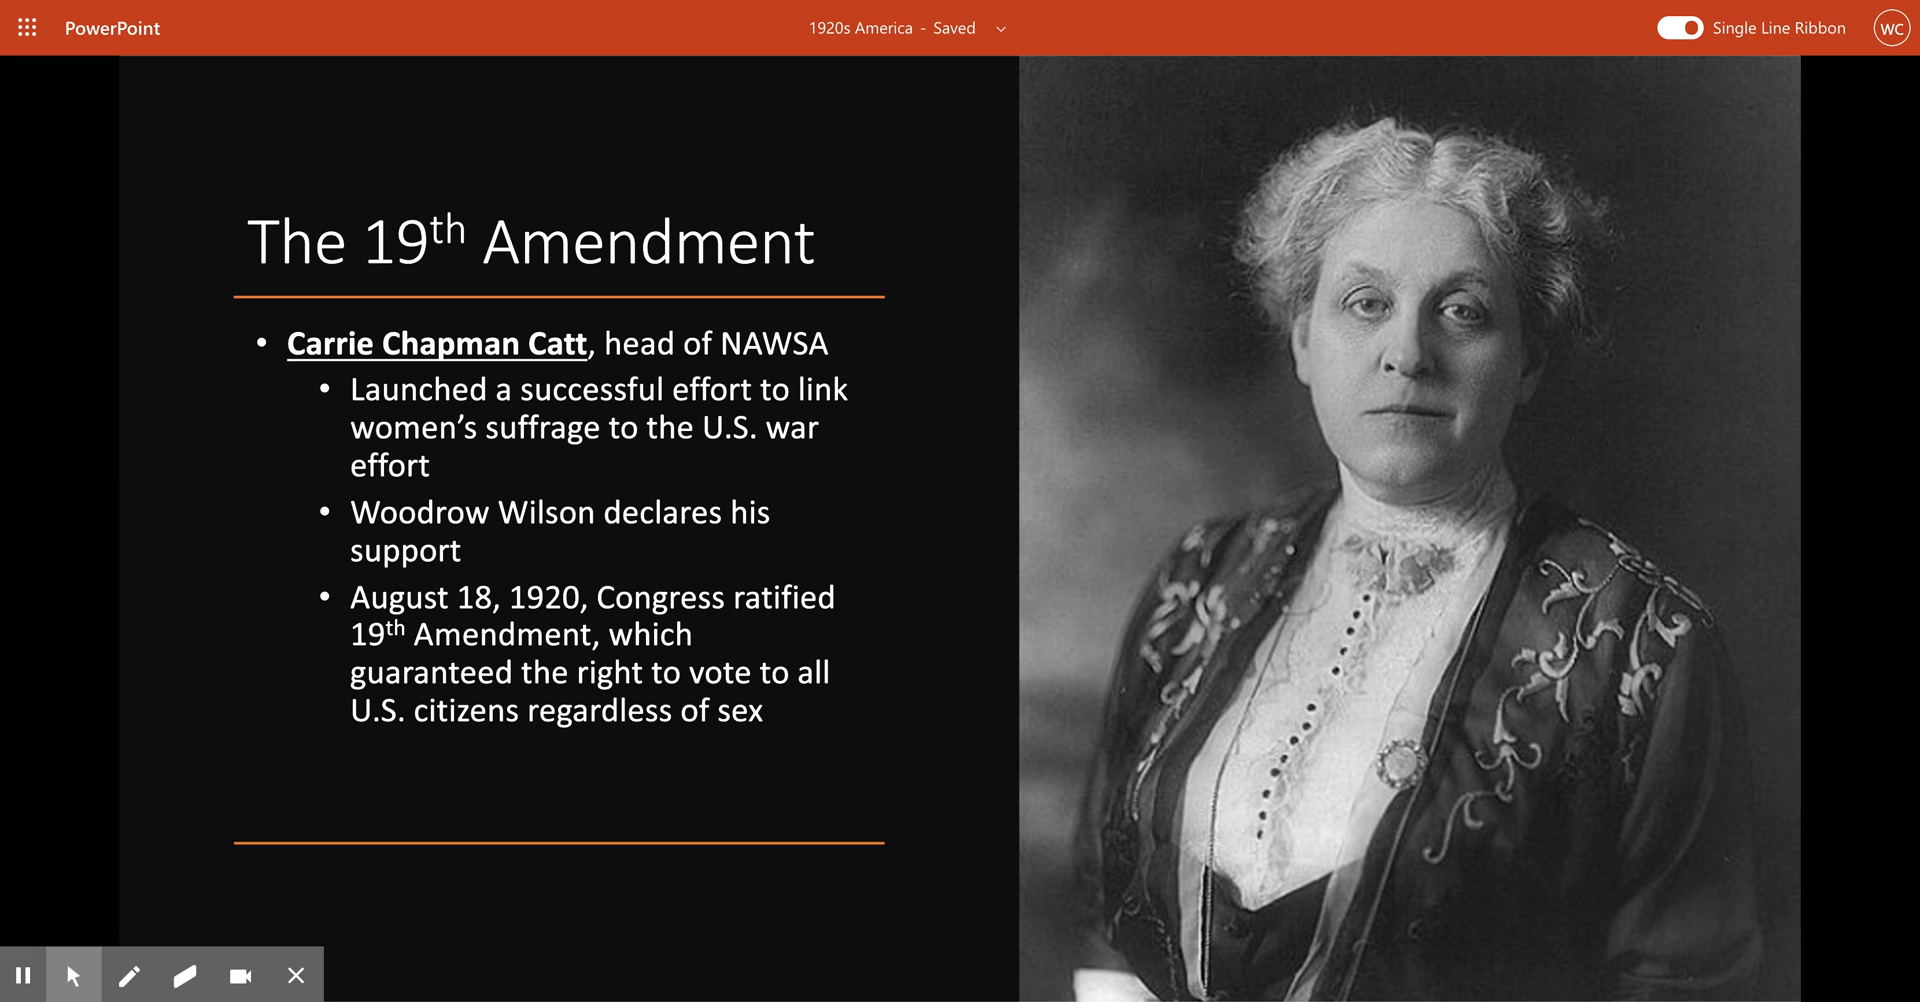 PowerPoint
1920s America - Saved
Single Line Ribbon
WC
The 19th Amendment
• Carrie Chapman Catt, head of NAWSA
• Launched a successful effort to link
women’s suffrage to the U.S. war
effort
• Woodrow Wilson declares his
support
• August 18, 1920, Congress ratified
19th Amendment, which
guaranteed the right to vote to all
U.S. citizens regardless of sex